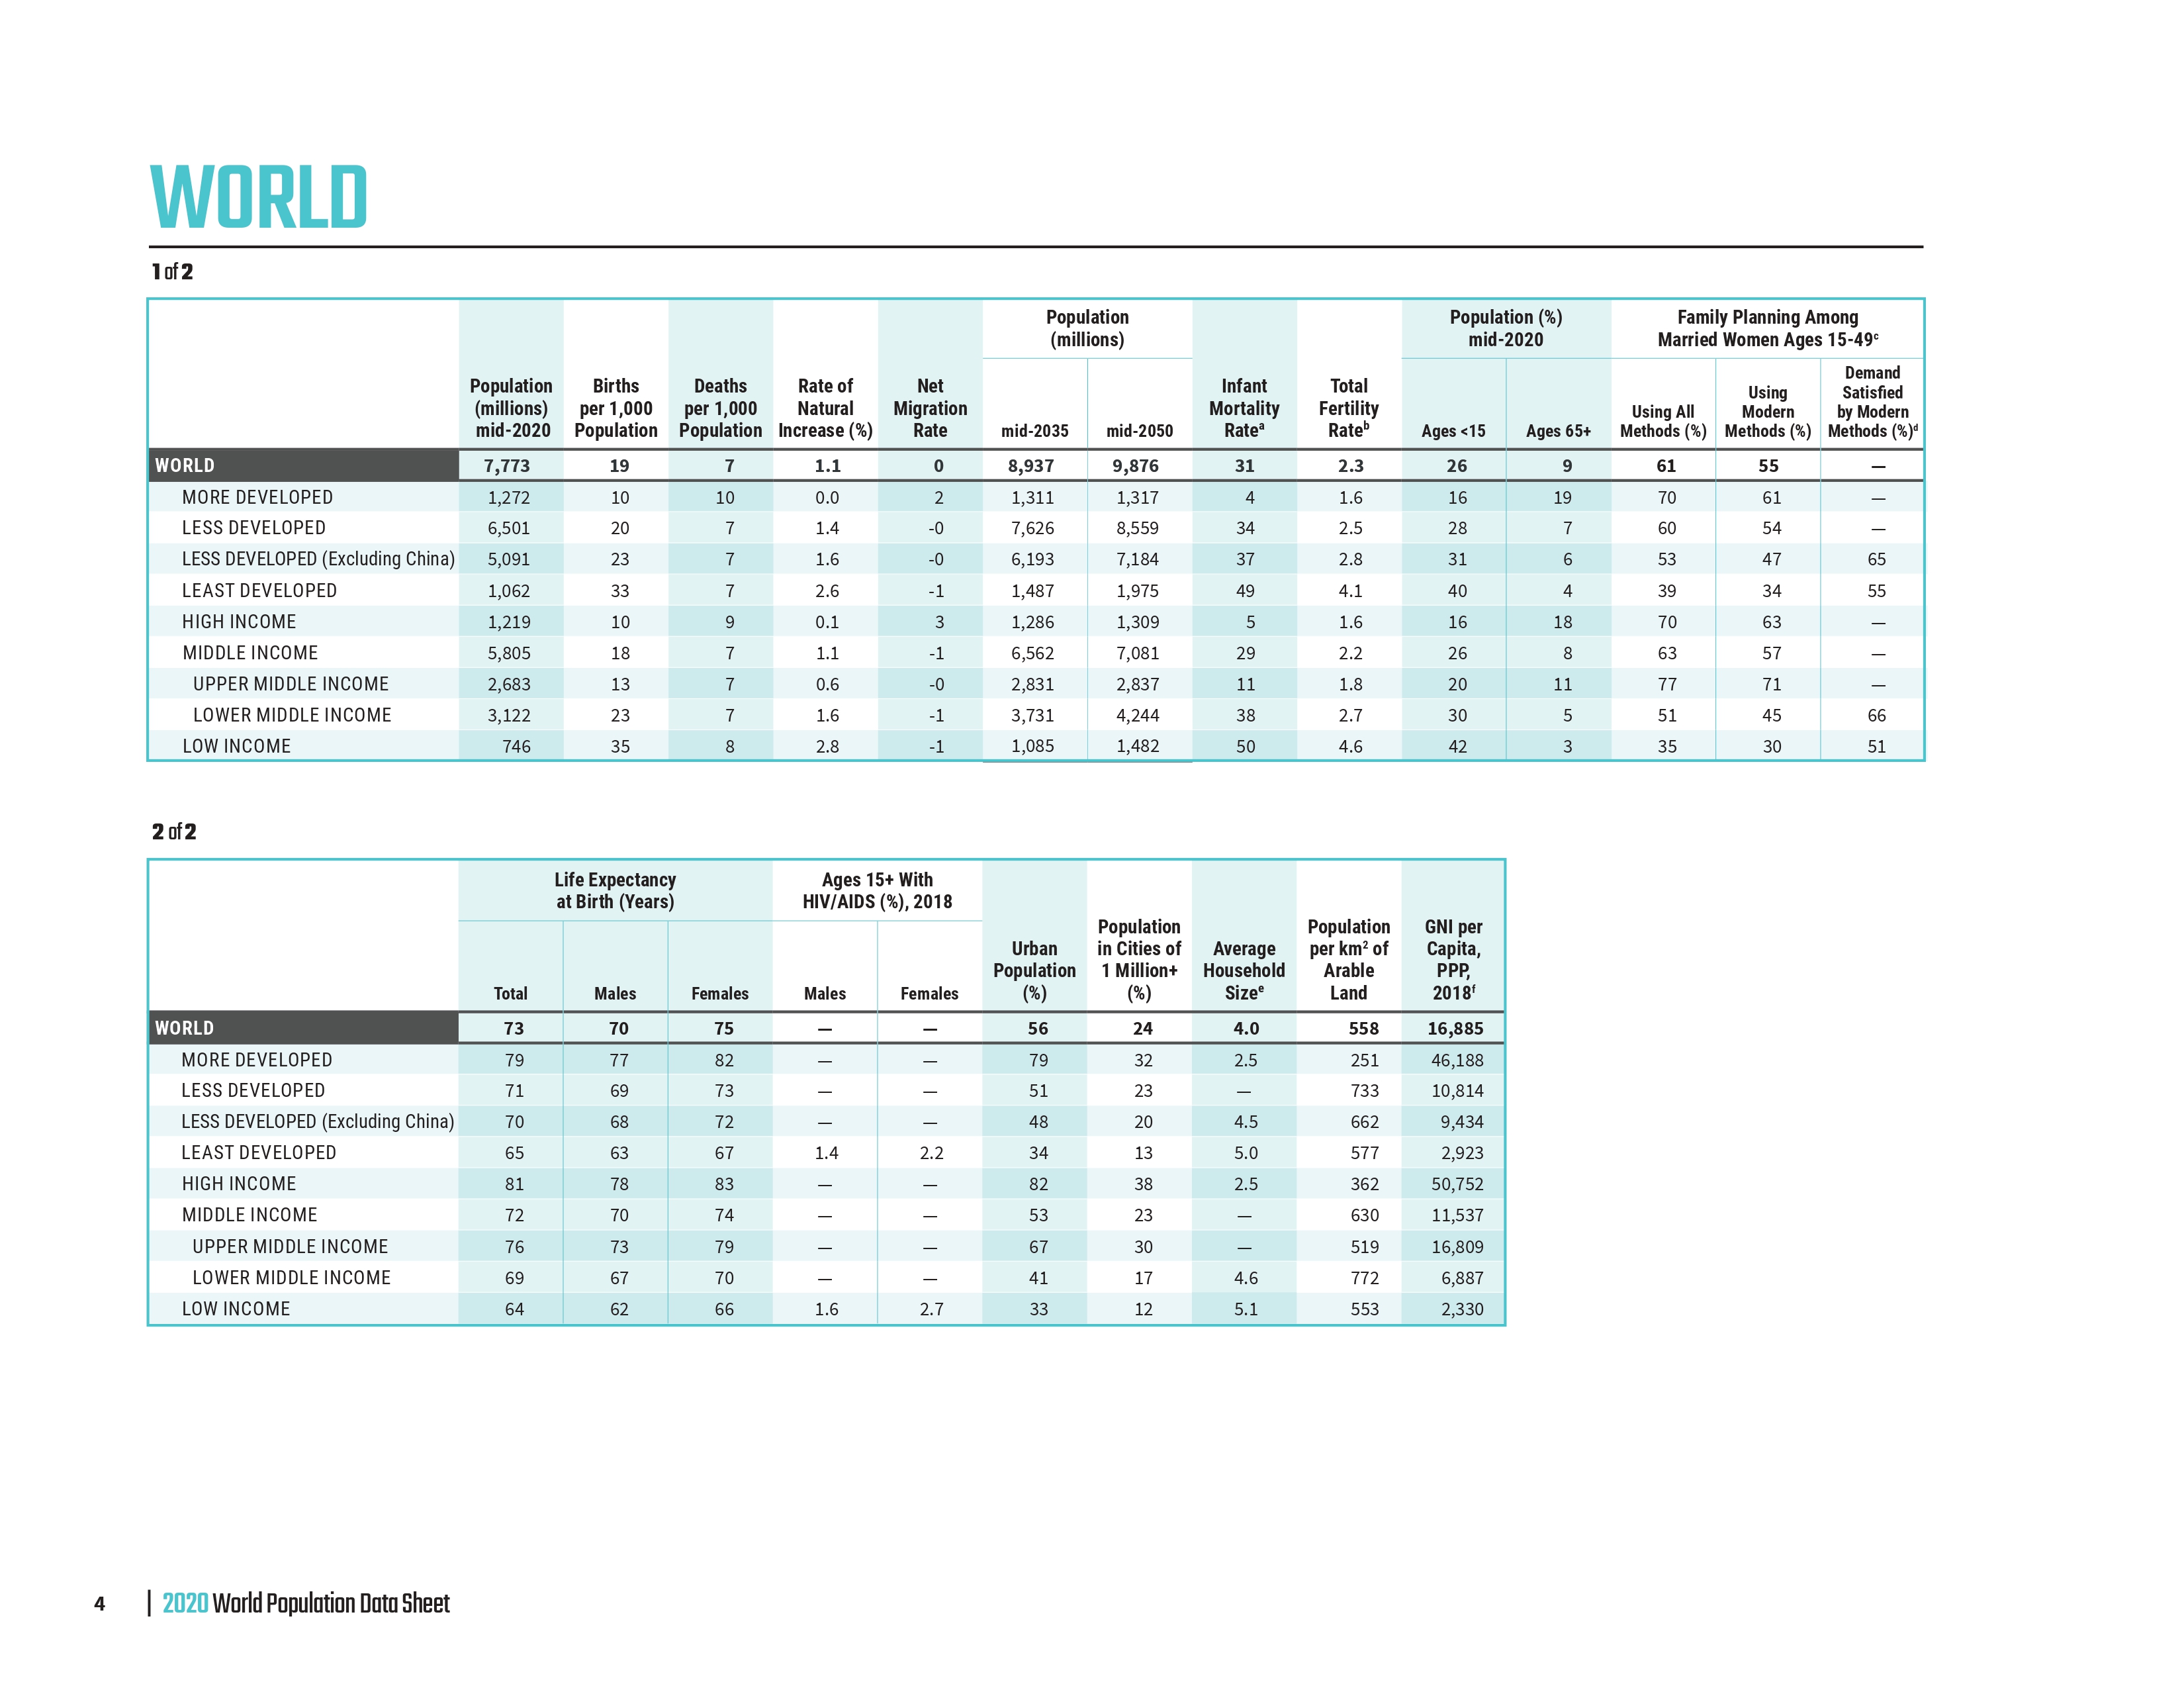 WORLD
1 of 2
Population (millions) mid-2020 | Births per 1,000 Population | Deaths per 1,000 Population | Rate of Natural Increase (%) | Net Migration Rate | Population (millions) | Infant Mortality Rateᵃ | Total Fertility Rateᵇ | Population (%) mid-2020 | Family Planning Among Married Women Ages 15-49ᶜ
mid-2035 | mid-2050 | Ages <15 | Ages 65+ | Using All Methods (%) | Using Modern Methods (%) | Demand Satisfied by Modern Methods (%)ᵈ
WORLD 7,773 19 7 1.1 0 8,937 9,876 31 2.3 26 9 61 55 —
MORE DEVELOPED 1,272 10 10 0.0 2 1,311 1,317 4 1.6 16 19 70 61 —
LESS DEVELOPED 6,501 20 7 1.4 -0 7,626 8,559 34 2.5 28 7 60 54 —
LESS DEVELOPED (Excluding China) 5,091 23 7 1.6 -0 6,193 7,184 37 2.8 31 6 53 47 65
LEAST DEVELOPED 1,062 33 7 2.6 -1 1,487 1,975 49 4.1 40 4 39 34 55
HIGH INCOME 1,219 10 9 0.1 3 1,286 1,309 5 1.6 16 18 70 63 —
MIDDLE INCOME 5,805 18 7 1.1 -1 6,562 7,081 29 2.2 26 8 63 57 —
UPPER MIDDLE INCOME 2,683 13 7 0.6 -0 2,831 2,837 11 1.8 20 11 77 71 —
LOWER MIDDLE INCOME 3,122 23 7 1.6 -1 3,731 4,244 38 2.7 30 5 51 45 66
LOW INCOME 746 35 8 2.8 -1 1,085 1,482 50 4.6 42 3 35 30 51
2 of 2
Life Expectancy at Birth (Years) | Ages 15+ With HIV/AIDS (%), 2018 | Urban Population (%) | Population in Cities of 1 Million+ (%) | Average Household Sizeᵉ | Population per km² of Arable Land | GNI per Capita, PPP, 2018ᶠ
Total | Males | Females | Males | Females
WORLD 73 70 75 — — 56 24 4.0 558 16,885
MORE DEVELOPED 79 77 82 — — 79 32 2.5 251 46,188
LESS DEVELOPED 71 69 73 — — 51 23 — 733 10,814
LESS DEVELOPED (Excluding China) 70 68 72 — — 48 20 4.5 662 9,434
LEAST DEVELOPED 65 63 67 1.4 2.2 34 13 5.0 577 2,923
HIGH INCOME 81 78 83 — — 82 38 2.5 362 50,752
MIDDLE INCOME 72 70 74 — — 53 23 — 630 11,537
UPPER MIDDLE INCOME 76 73 79 — — 67 30 — 519 16,809
LOWER MIDDLE INCOME 69 67 70 — — 41 17 4.6 772 6,887
LOW INCOME 64 62 66 1.6 2.7 33 12 5.1 553 2,330
4 | 2020 World Population Data Sheet